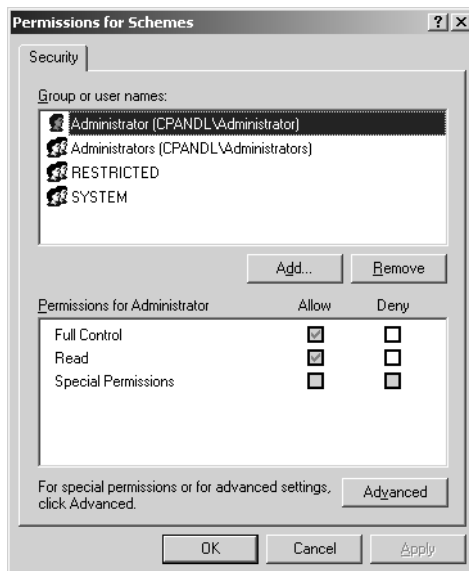 Permissions for Schemes
Security
Group or user names:
Administrator (CPANDL\Administrator)
Administrators (CPANDL\Administrators)
RESTRICTED
SYSTEM
Add... Remove
Permissions for Administrator Allow Deny
Full Control
Read
Special Permissions
For special permissions or for advanced settings,
click Advanced.
Advanced
OK Cancel Apply